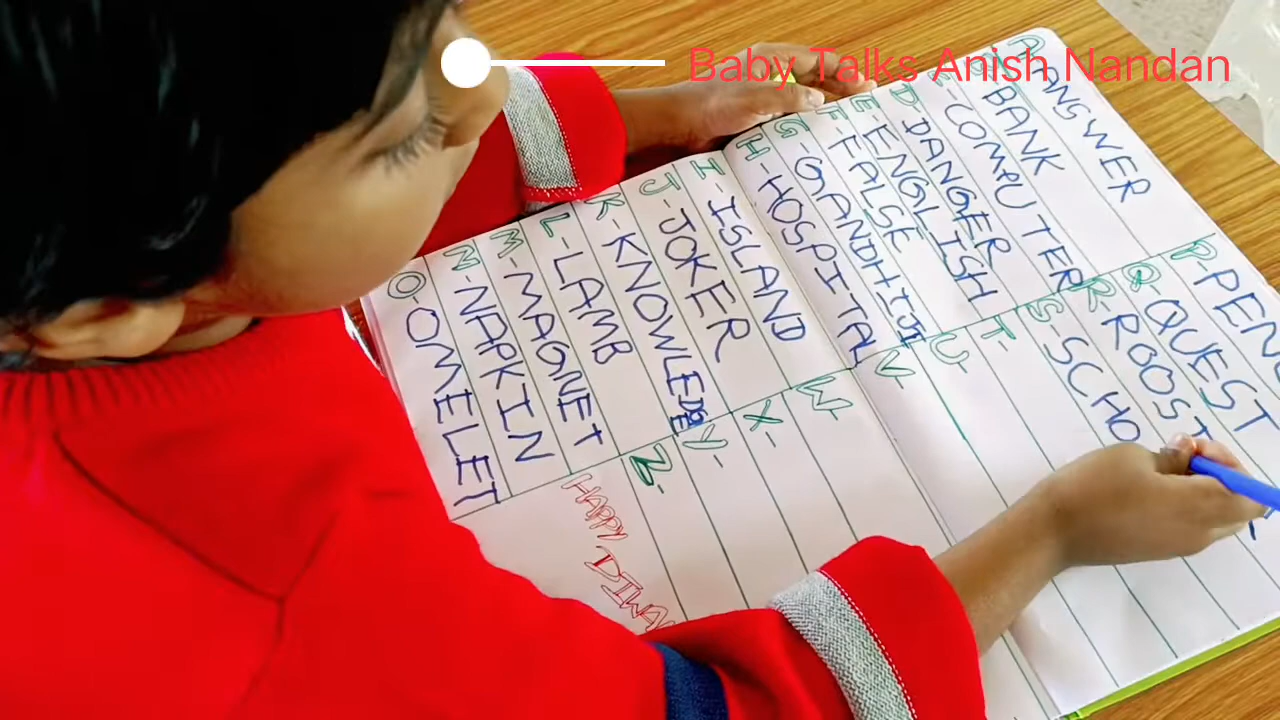 Baby Talks Anish Nandan
A-ANSWER
B-BANK
C-COMPUTER
D-DANGER
E-ENGLISH
F-FALSE
G-GANDHIJI
H-HOSPITAL
I-ISLAND
J-JOKER
K-KNOWLEDGE
L-LAMB
M-MAGNET
N-NAPKIN
O-OMELET
P-PENC
Q-QUEST
R-ROOST
S-SCHO
T-
U-
V-
W-
X-
Y-
Z-
HAPPY DIWA